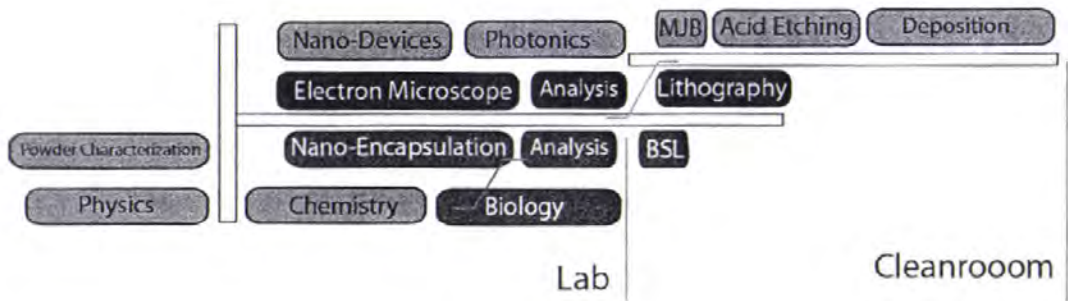 MJB Acid Etching Deposition
Nano-Devices Photonics
Electron Microscope Analysis Lithography
Powder Characterization Nano-Encapsulation Analysis BSL
Physics Chemistry Biology
Lab Cleanrooom